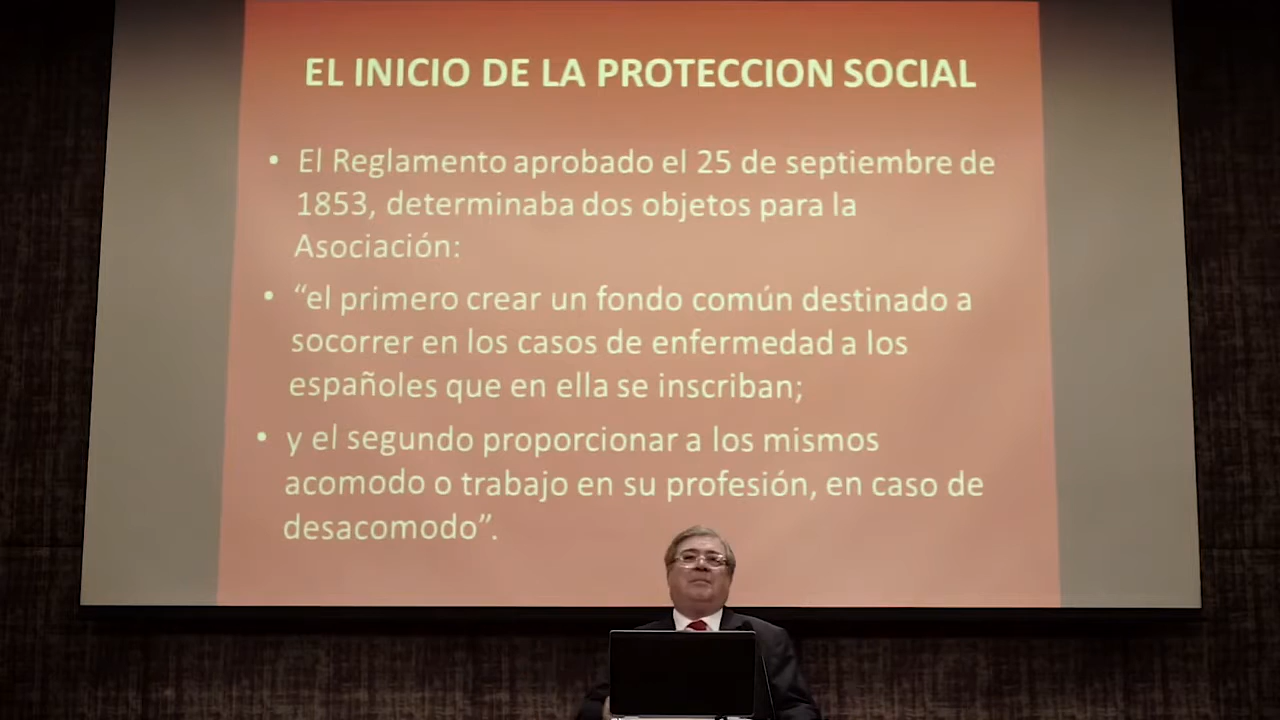 EL INICIO DE LA PROTECCION SOCIAL
• El Reglamento aprobado el 25 de septiembre de
1853, determinaba dos objetos para la
Asociación:
• “el primero crear un fondo común destinado a
socorrer en los casos de enfermedad a los
españoles que en ella se inscriban;
• y el segundo proporcionar a los mismos
acomodo o trabajo en su profesión, en caso de
desacomodo”.